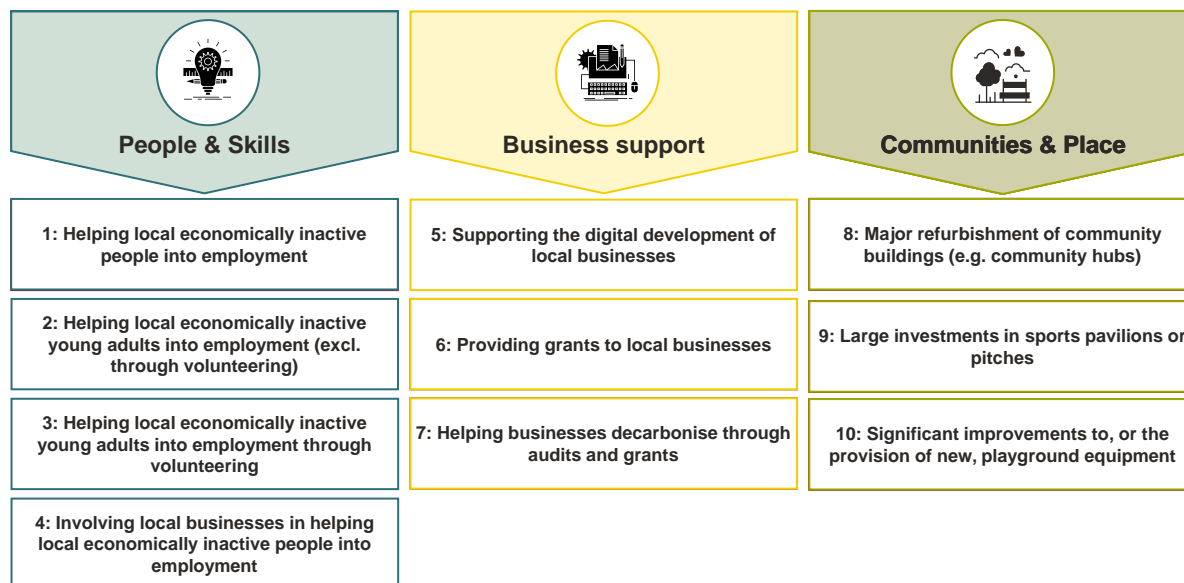 People & Skills
1: Helping local economically inactive
people into employment
2: Helping local economically inactive
young adults into employment (excl.
through volunteering)
3: Helping local economically inactive
young adults into employment through
volunteering
4: Involving local businesses in helping
local economically inactive people into
employment
Business support
5: Supporting the digital development of
local businesses
6: Providing grants to local businesses
7: Helping businesses decarbonise through
audits and grants
Communities & Place
8: Major refurbishment of community
buildings (e.g. community hubs)
9: Large investments in sports pavilions or
pitches
10: Significant improvements to, or the
provision of new, playground equipment